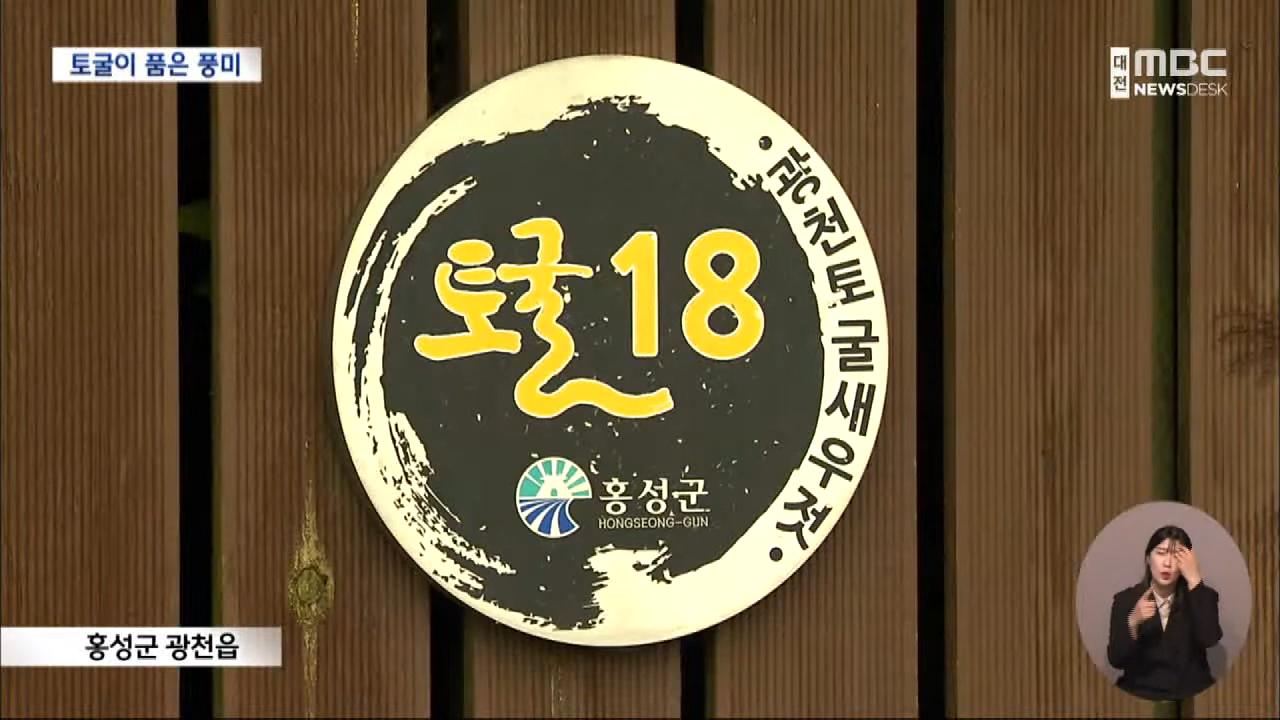 토굴이 품은 풍미
대전 MBC
NEWSDESK
토굴18
홍성군
HONGSEONG-GUN
• 광천토굴새우젓 •
홍성군 광천읍